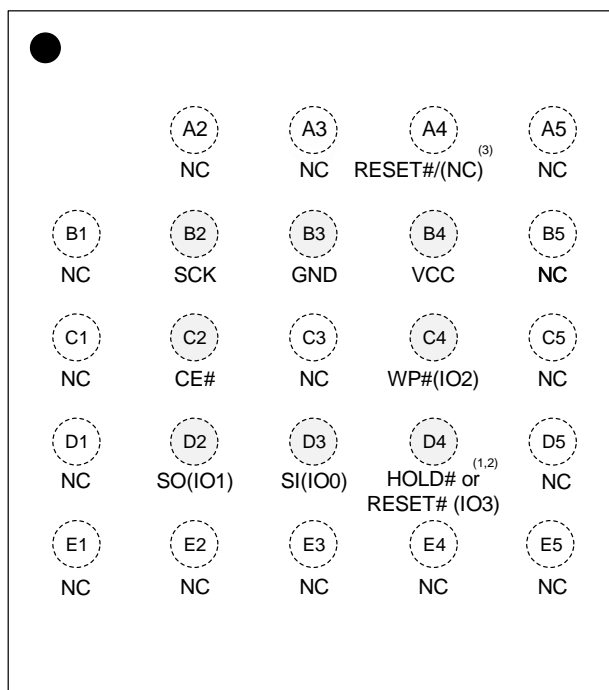 A2 A3 A4 A5
NC NC RESET#/(NC) (3) NC
B1 B2 B3 B4 B5
NC SCK GND VCC NC
C1 C2 C3 C4 C5
NC CE# NC WP#(IO2) NC
D1 D2 D3 D4 D5
NC SO(IO1) SI(IO0) HOLD# or (1,2) NC
RESET# (IO3)
E1 E2 E3 E4 E5
NC NC NC NC NC